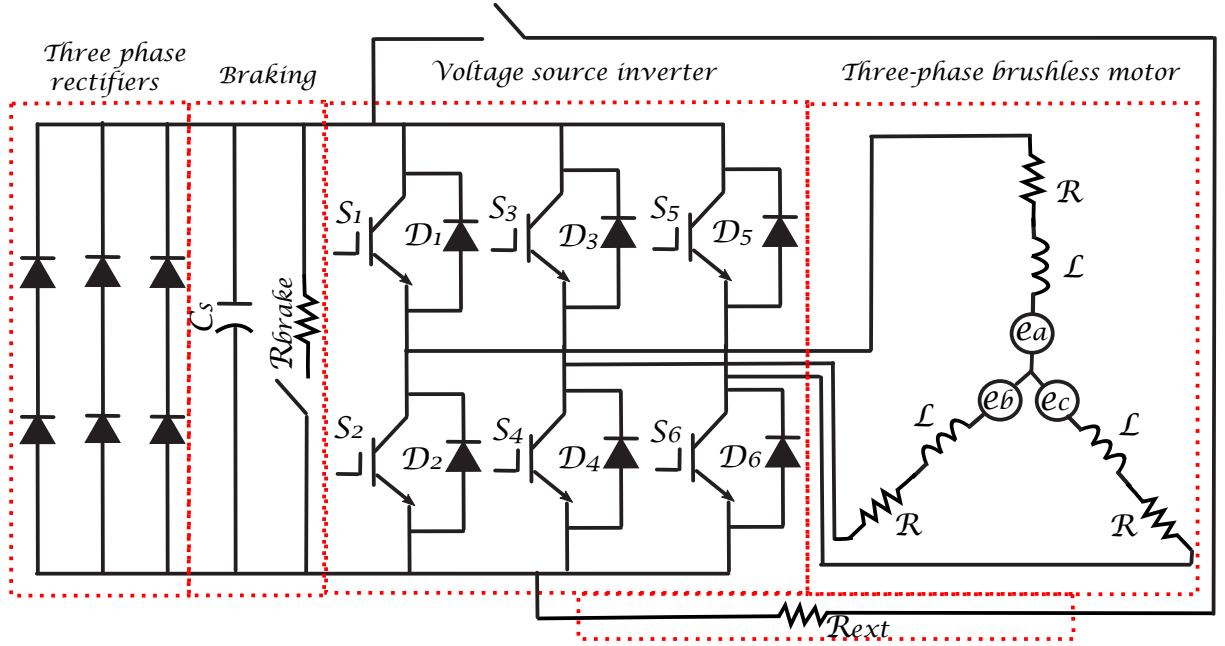 Three phase
rectifiers
Braking
Voltage source inverter
Three-phase brushless motor
Cs
Rbrake
S1
D1
S3
D3
S5
D5
S2
D2
S4
D4
S6
D6
R
L
ea
eb
ec
L
L
R
R
Rext